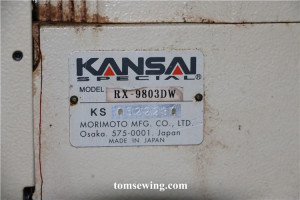 KANSAI
SPECIAL®
MODEL RX-9803DW
KS
MORIMOTO MFG. CO., LTD.
Osaka. 575-0001. Japan
MADE IN JAPAN
tomsewing.com